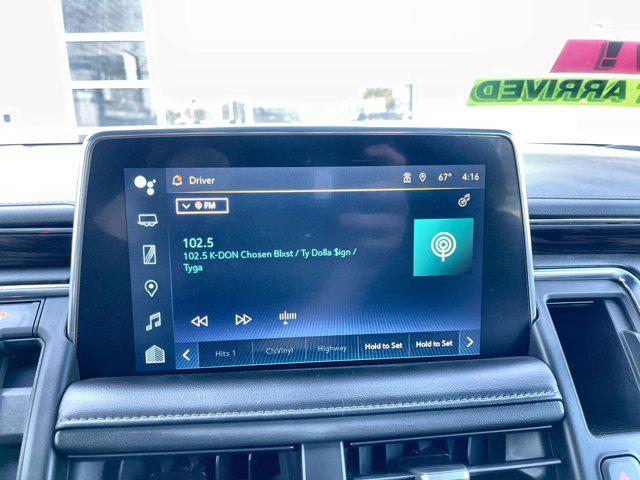 !
ARRIVED
Driver
67° 4:16
FM
102.5
102.5 K-DON Chosen Blxst / Ty Dolla $ign /
Tyga
Hits 1 ClsVinyl Highway Hold to Set Hold to Set